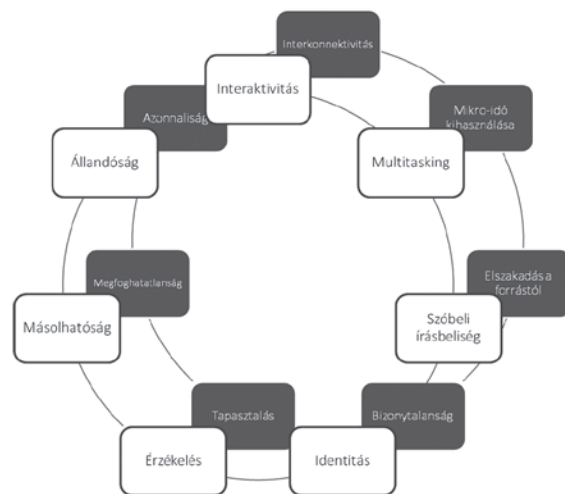 Interkonnektivitás
Interaktivitás
Azonnaliság
Mikro-idő
kihasználása
Állandóság
Multitasking
Megfoghatatlanság
Elszakadás a
forrástól
Másolhatóság
Szóbeli
írásbeliség
Tapasztalás
Bizonytalanság
Érzékelés
Identitás